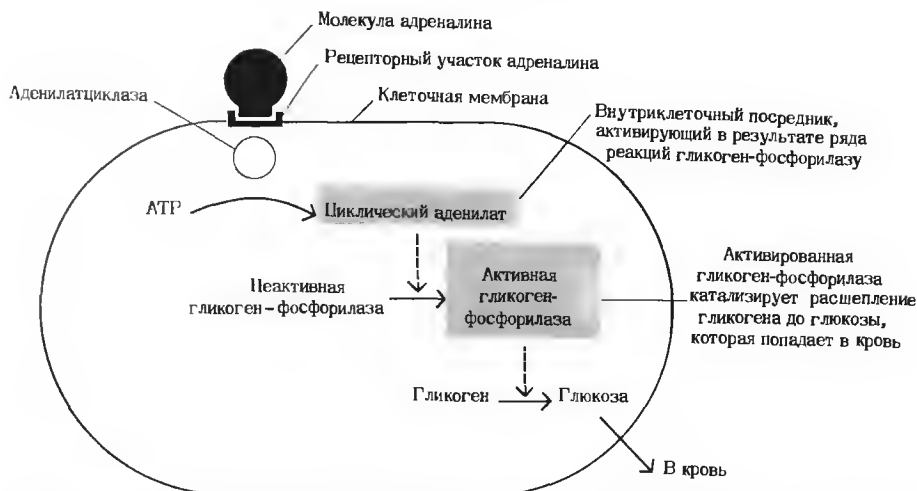 Молекула адреналина
Рецепторный участок адреналина
Аденилатциклаза
Клеточная мембрана
Внутриклеточный посредник,
активирующий в результате ряда
реакций гликоген-фосфорилазу
АТР
Циклический аденилат
Неактивная
гликоген-фосфорилаза
Активная
гликоген-
фосфорилаза
Активированная
гликоген-фосфорилаза
катализирует расшепление
гликогена до глюкозы,
которая попадает в кровь
Гликоген
Глюкоза
В кровь